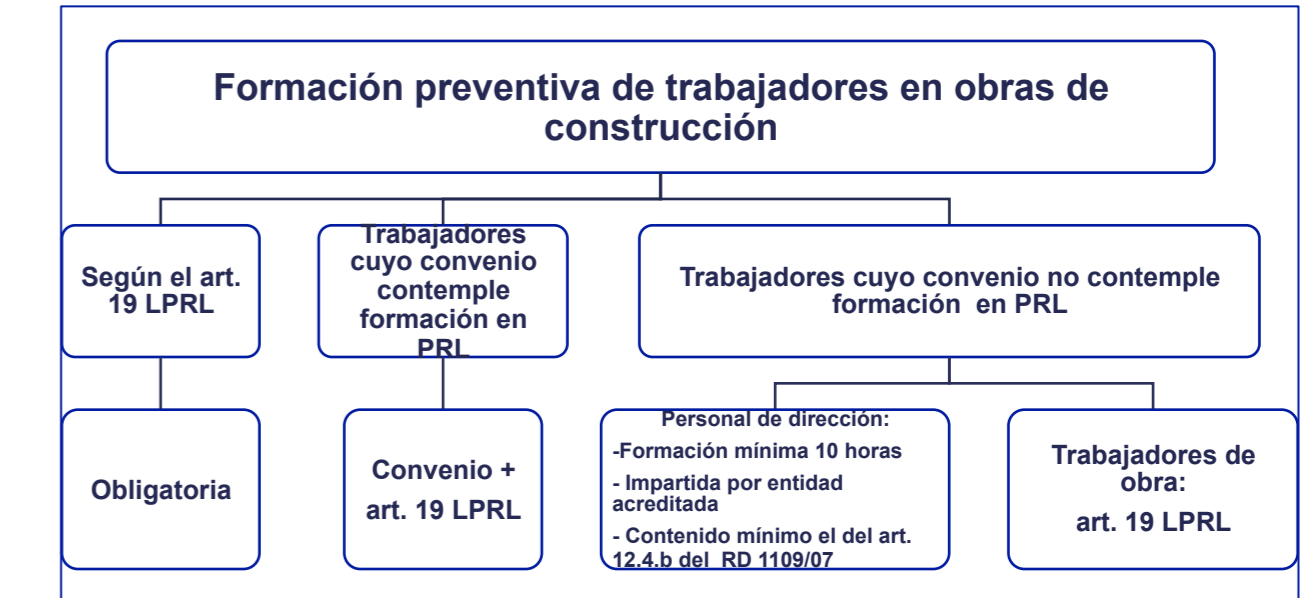 Formación preventiva de trabajadores en obras de
construcción
Según el art.
19 LPRL
Trabajadores
cuyo convenio
contemple
formación en
PRL
Trabajadores cuyo convenio no contemple
formación en PRL
Obligatoria
Convenio +
art. 19 LPRL
Personal de dirección:
-Formación mínima 10 horas
- Impartida por entidad
acreditada
- Contenido mínimo el del art.
12.4.b del RD 1109/07
Trabajadores de
obra:
art. 19 LPRL